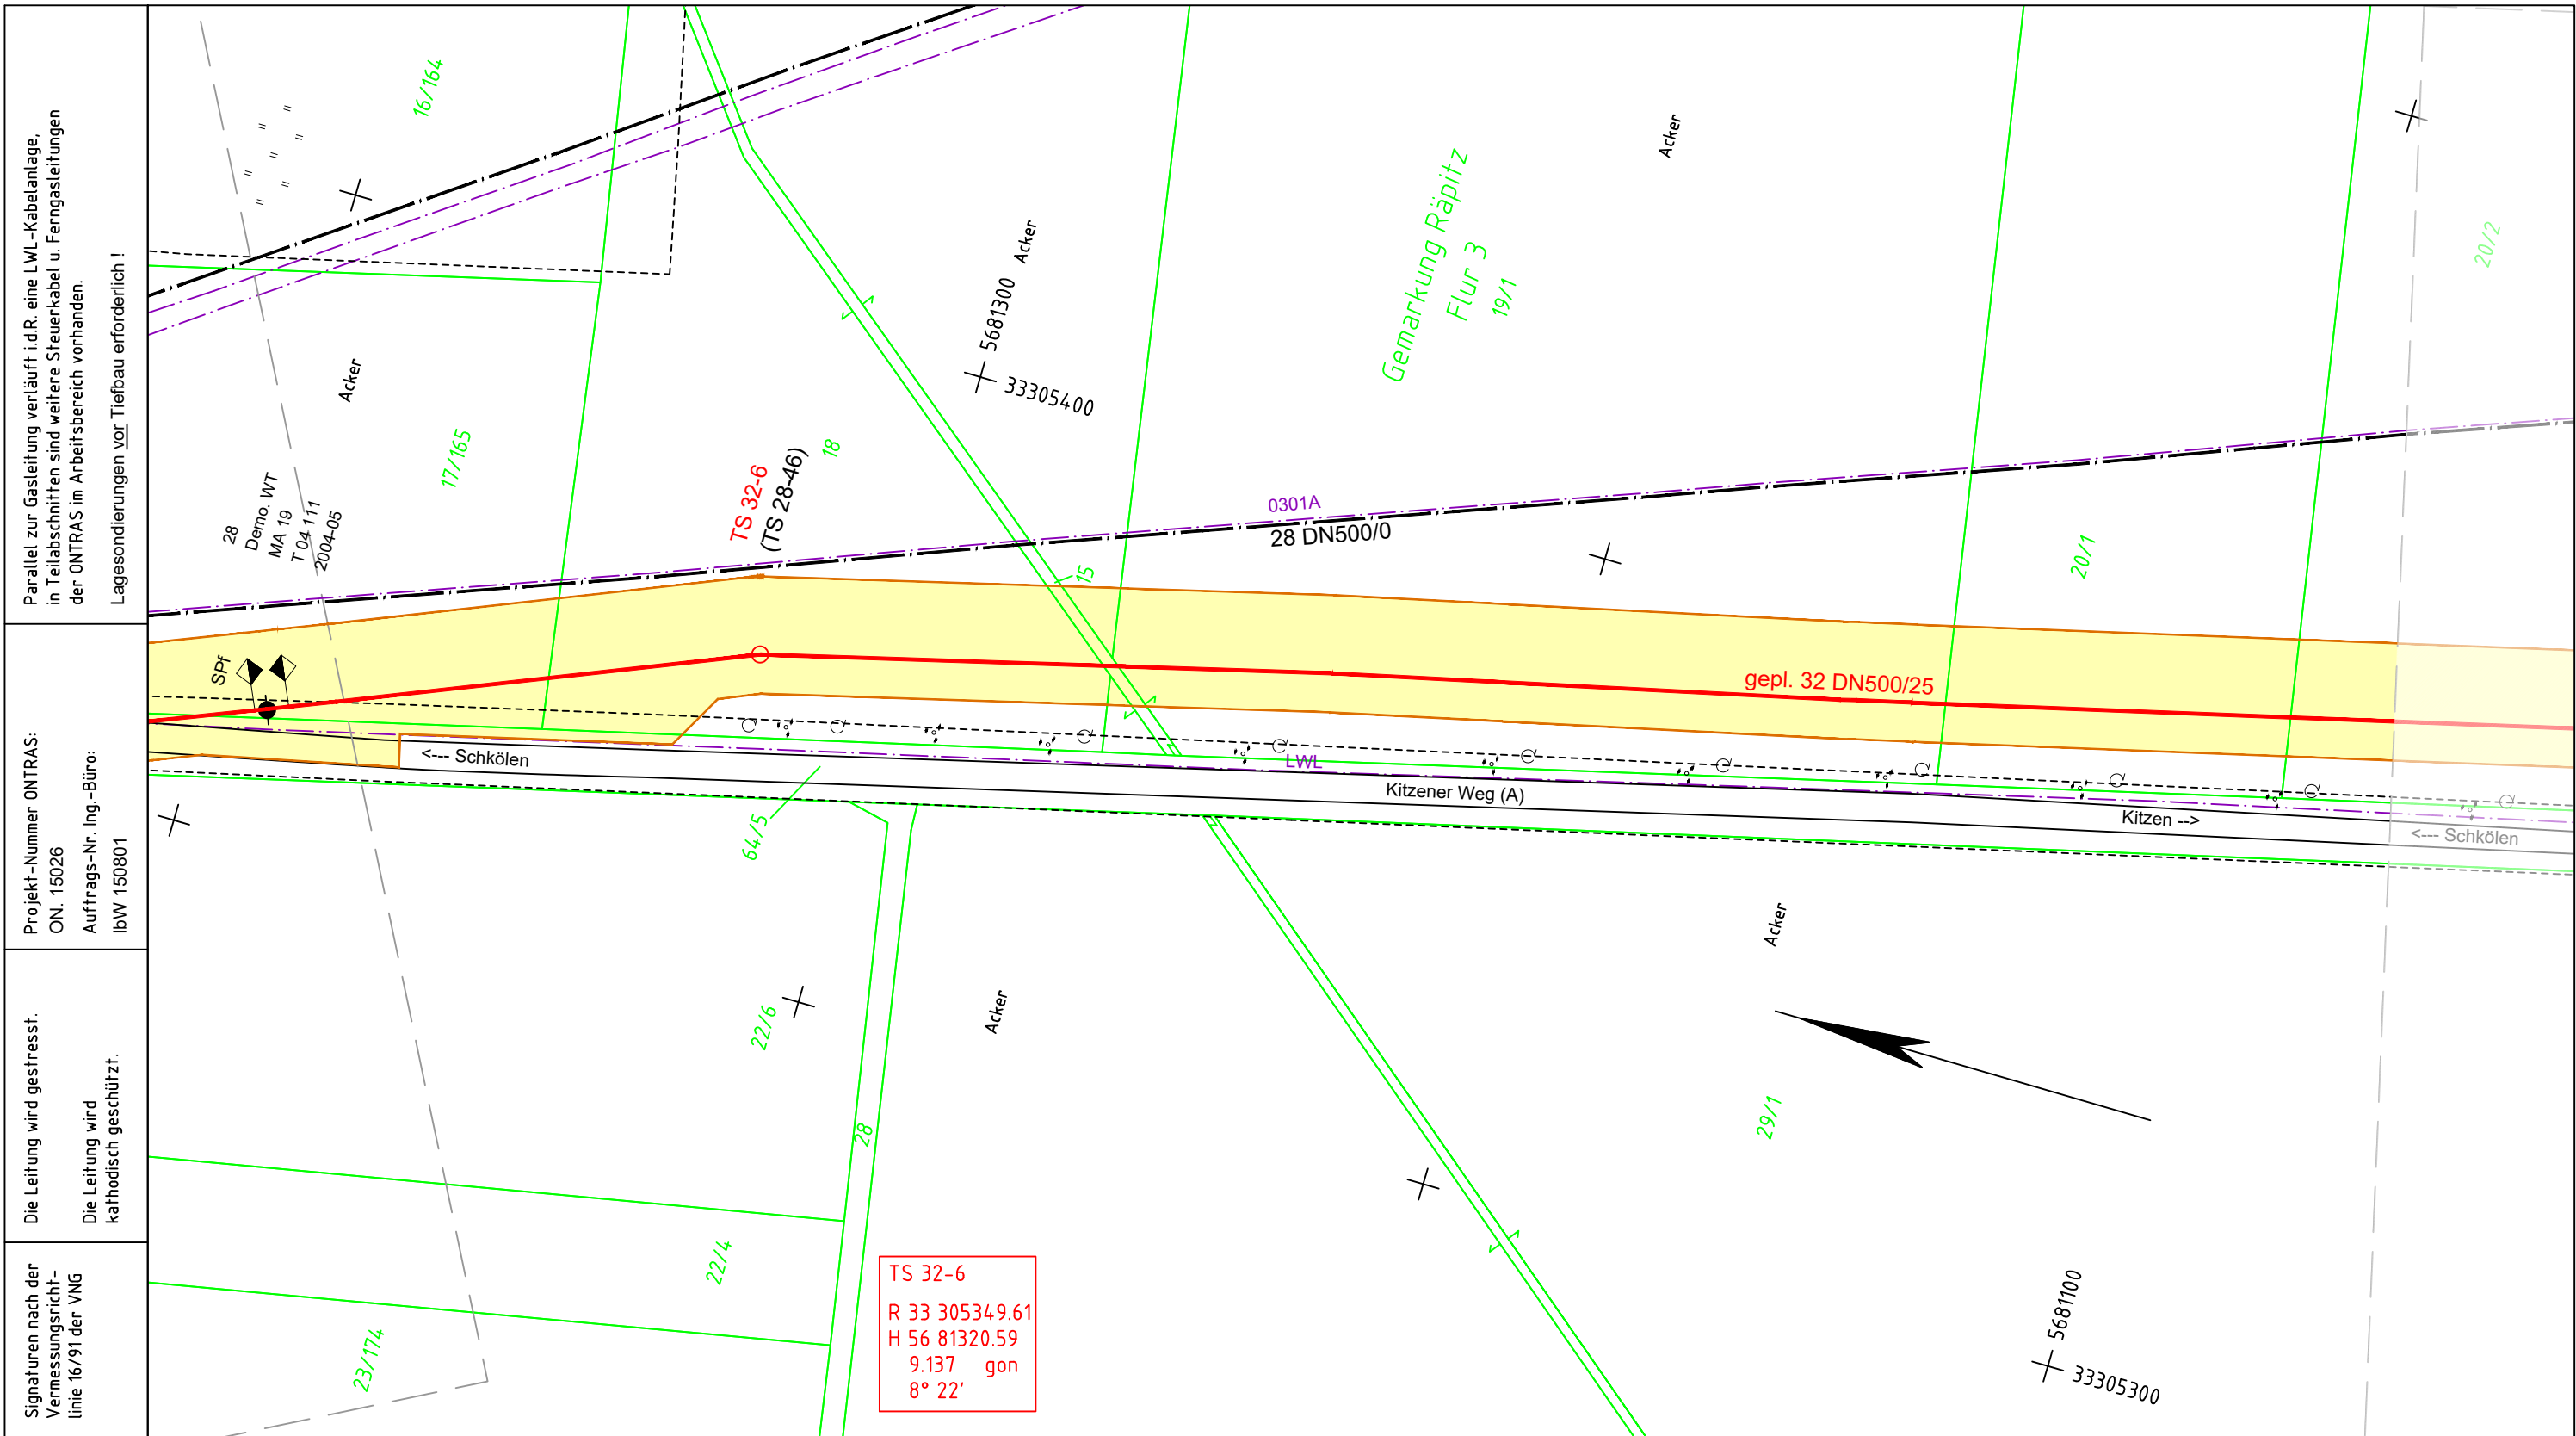 Parallel zur Gasleitung verläuft i.d.R. eine LWL-Kabelanlage,
in Teilabschnitten sind weitere Steuerkabel u. Ferngasleitungen
der ONTRAS im Arbeitsbereich vorhanden.
Lagesondierungen vor Tiefbau erforderlich !
Projekt-Nummer ONTRAS:
ON. 15026
Auftrags-Nr. Ing.-Büro:
IbW 150801
Die Leitung wird gestresst.
Die Leitung wird
kathodisch geschützt.
Signaturen nach der
Vermessungsricht-
linie 16/91 der VNG
16/164
Acker
17/165
28
Demo. WT
MA 19
T 04 111
2004-05
TS 32-6
(TS 28-46)
18
Acker
5681300
33305400
Gemarkung Räpitz
Flur 3
19/1
Acker
20/2
0301A
28 DN500/0
15
20/1
SPf
gepl. 32 DN500/25
<--- Schkölen
LWL
Kitzener Weg (A)
Kitzen -->
<--- Schkölen
64/5
22/6
Acker
Acker
28
29/1
22/4
23/174
TS 32-6
R 33 305349.61
H 56 81320.59
9.137 gon
8° 22'
5681100
33305300